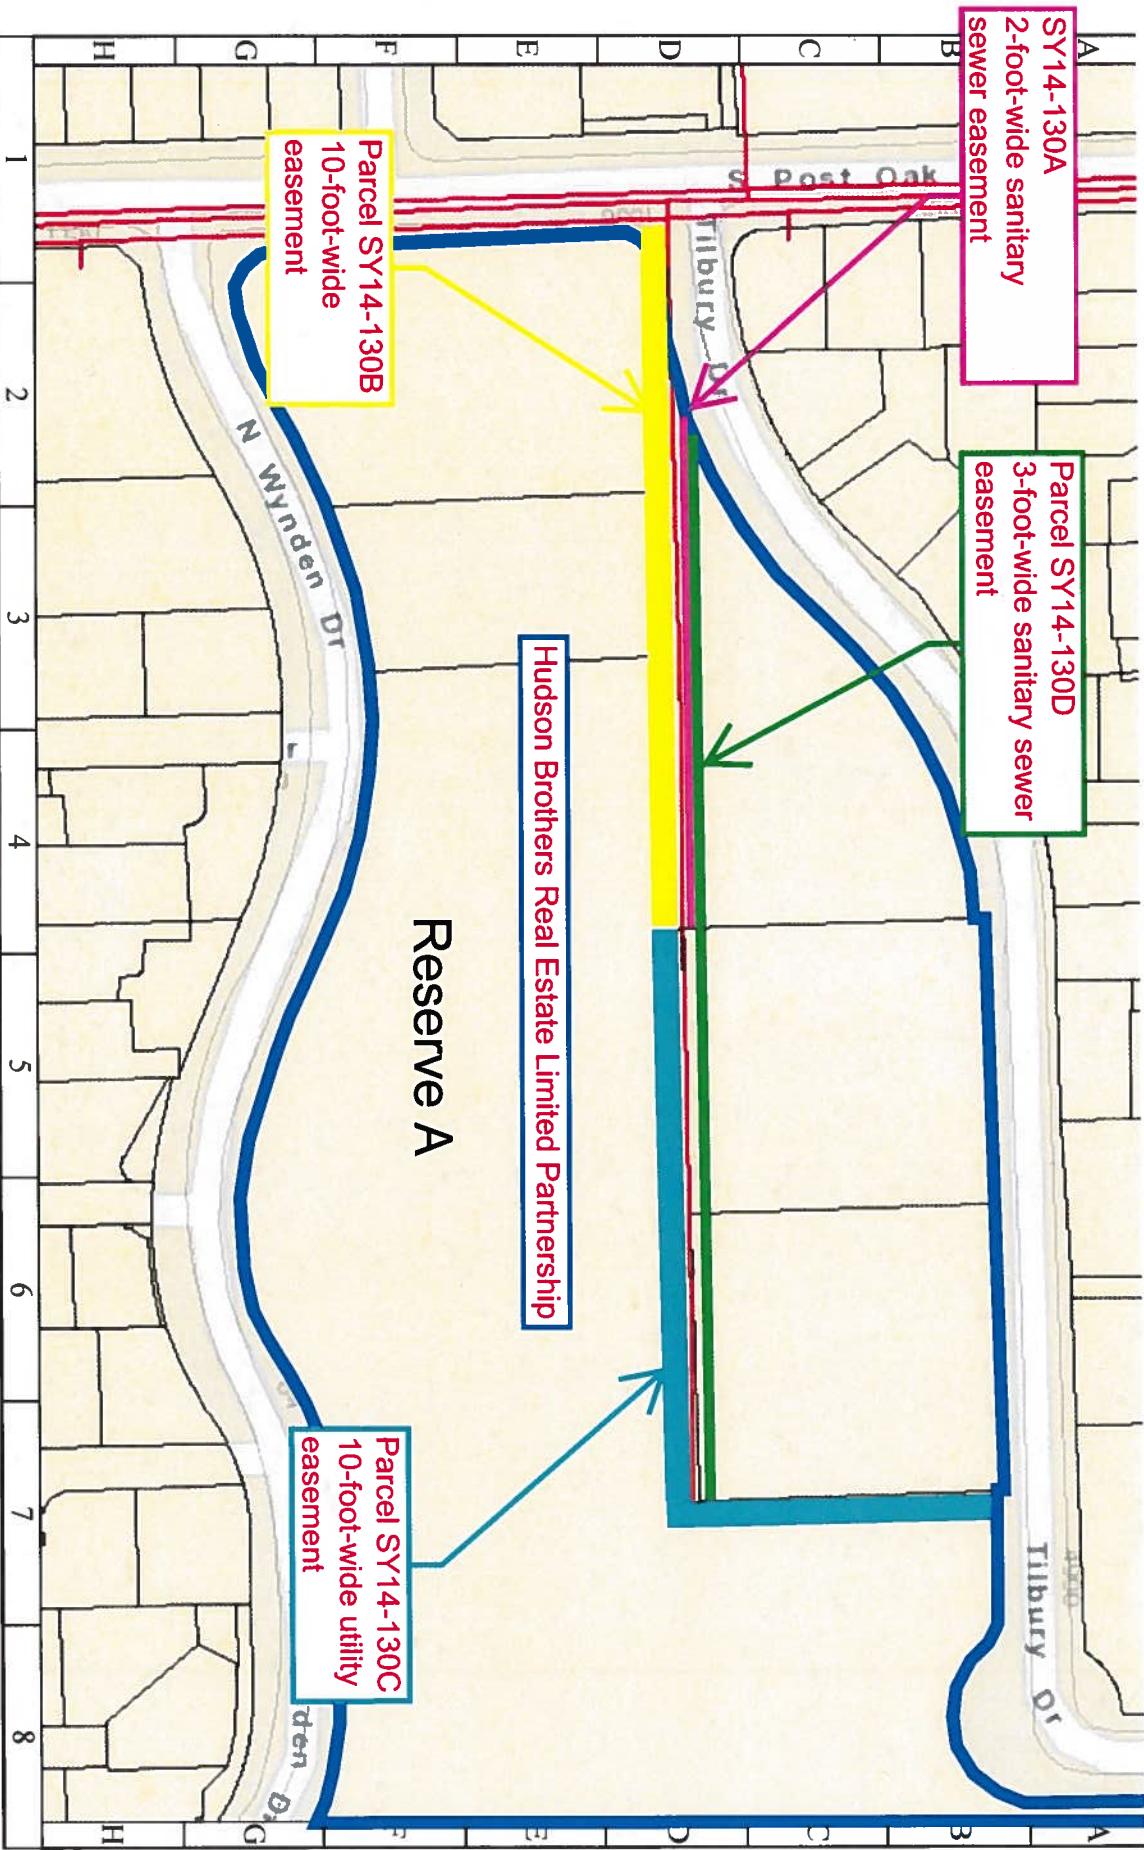 A
B
C
D
E
F
G
H
SY14-130A
2-foot-wide sanitary
sewer easement
Parcel SY14-130D
3-foot-wide sanitary sewer
easement
S Post Oak
Tilbury Dr
Tilbury Dr
4900
Parcel SY14-130B
10-foot-wide
easement
Hudson Brothers Real Estate Limited Partnership
Reserve A
N Wynden Dr
r
Parcel SY14-130C
10-foot-wide utility
easement
den D
A
B
C
D
E
F
G
H
1
2
3
4
5
6
7
8